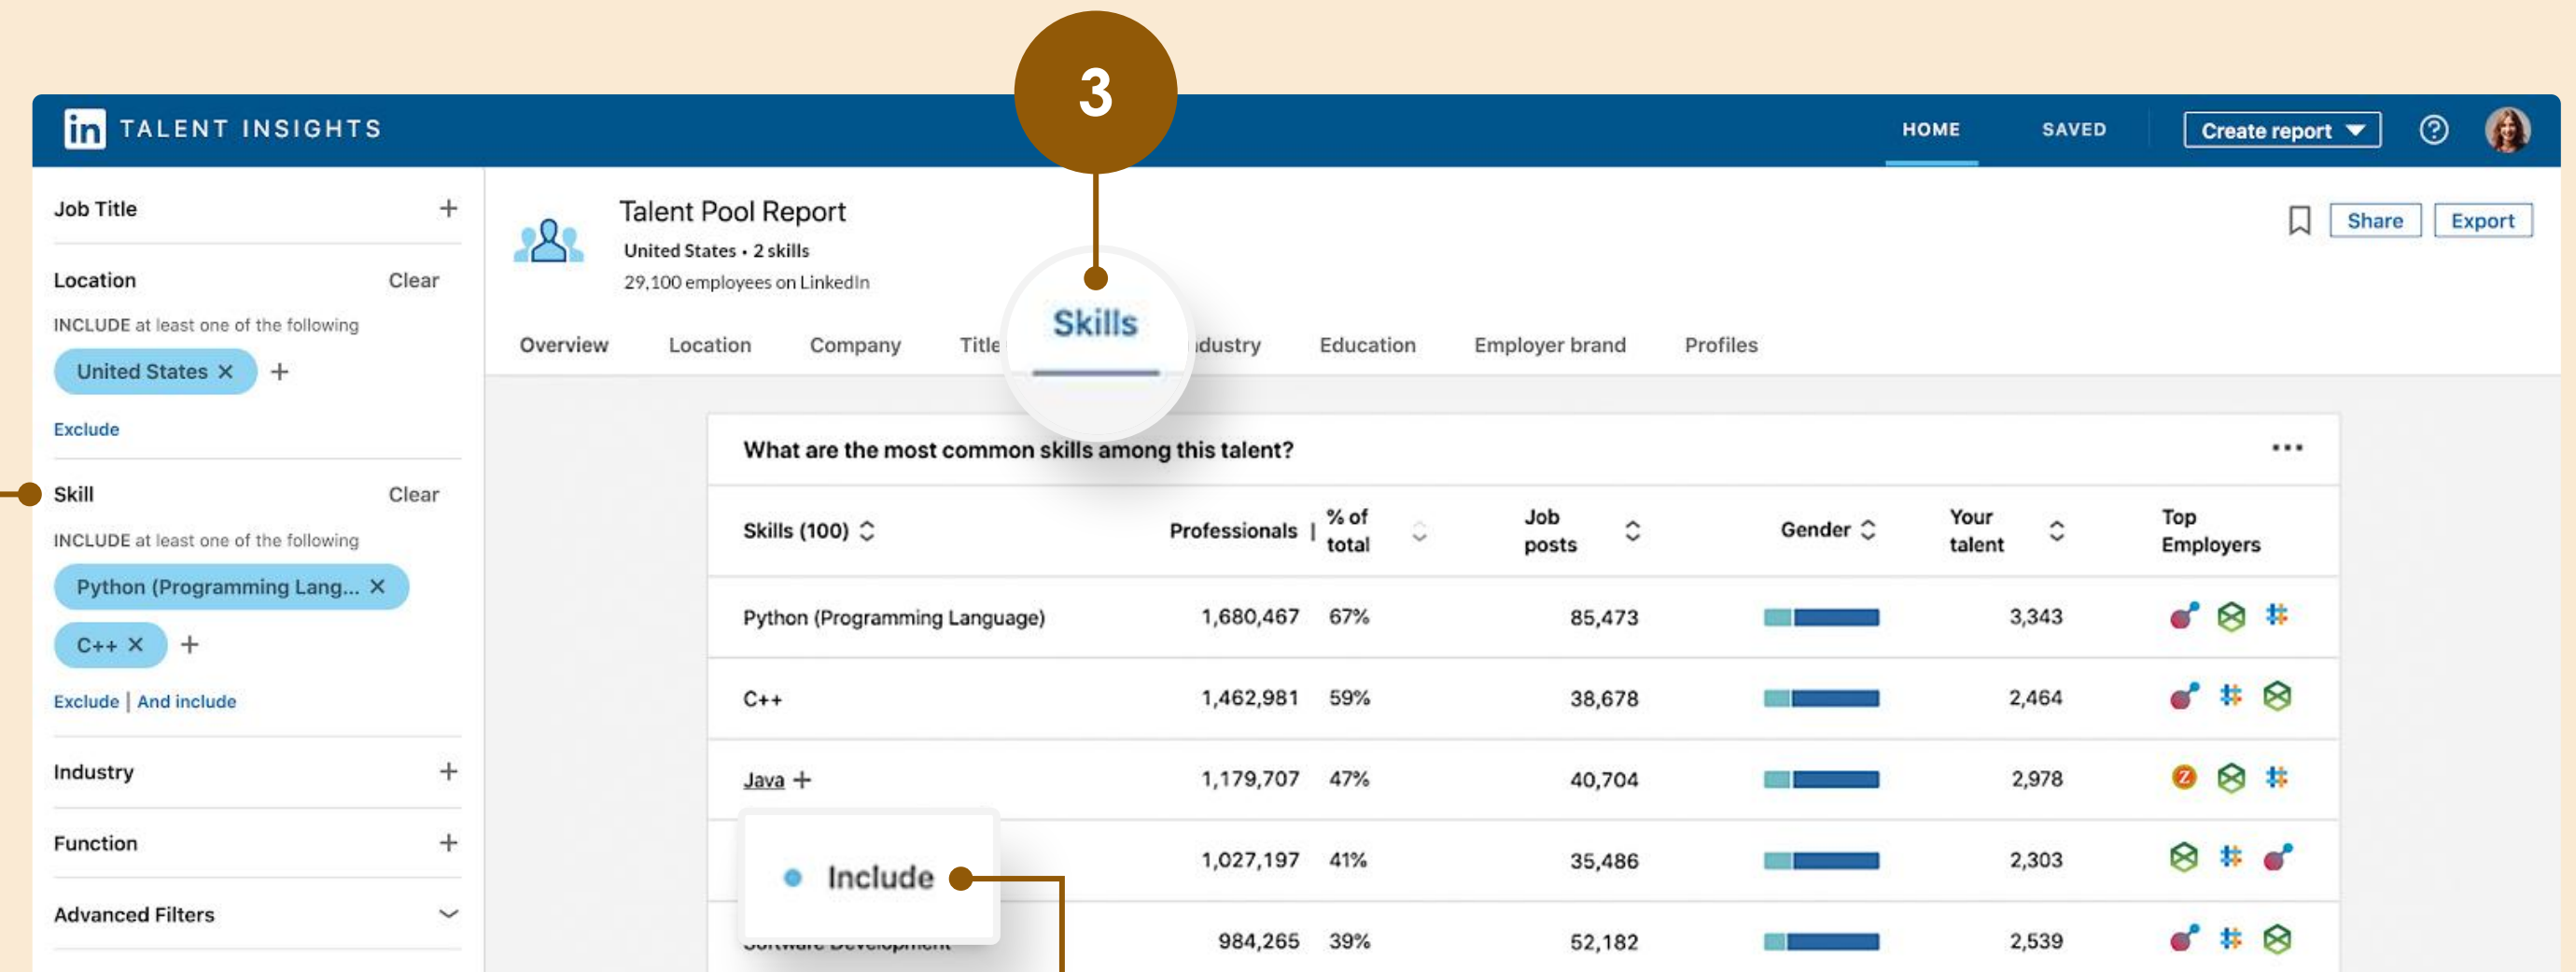 3
in TALENT INSIGHTS
HOME
SAVED
Create report
?
Job Title
Location
Clear
INCLUDE at least one of the following
United States
Exclude
Skill
Clear
INCLUDE at least one of the following
Python (Programming Lang...
C++
Exclude | And include
Industry
Function
Advanced Filters
Talent Pool Report
United States • 2 skills
29,100 employees on LinkedIn
Share
Export
Overview
Location
Company
Title
Skills
Industry
Education
Employer brand
Profiles
What are the most common skills among this talent?
Skills (100)
Professionals | % of total
Job posts
Gender
Your talent
Top Employers
Python (Programming Language) 1,680,467 67% 85,473 3,343
C++ 1,462,981 59% 38,678 2,464
Java + 1,179,707 47% 40,704 2,978
Z
Include
1,027,197 41% 35,486 2,303
Software Development 984,265 39% 52,182 2,539